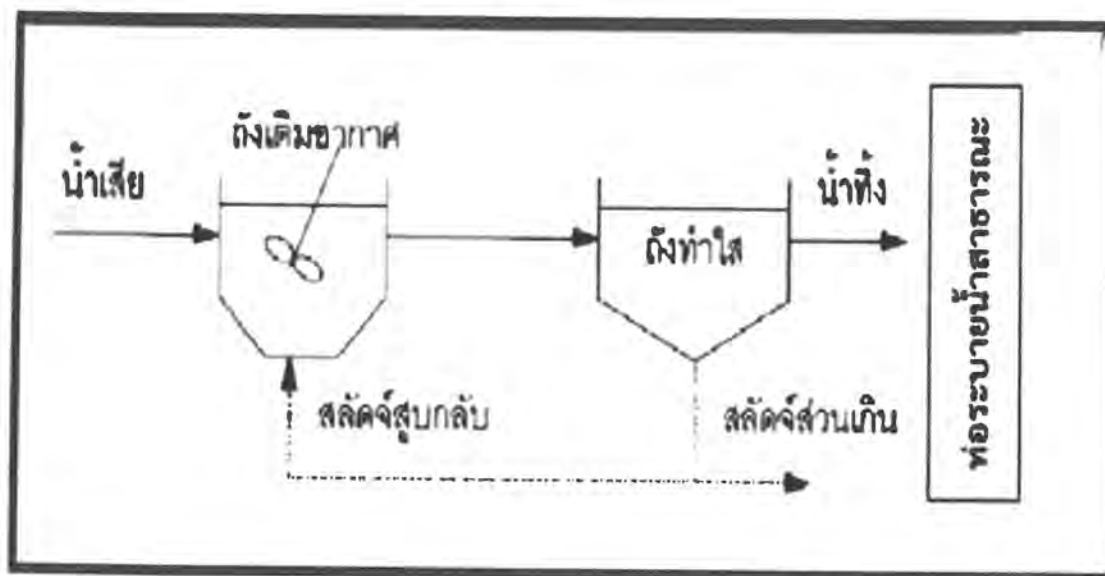 ถังเติมอากาศ
น้ำเสีย
น้ำทิ้ง
ถังทำใส
สลัดจ์สูบกลับ
สลัดจ์ส่วนเกิน
ท่อระบายน้ำสาธารณะ